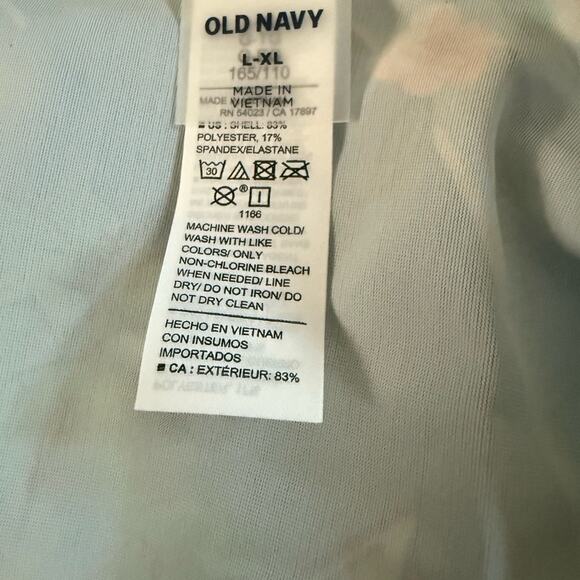 OLD NAVY
L-XL
165/110
MADE IN
VIETNAM
RN 54023 / CA 17897
US : SHELL: 83%
POLYESTER, 17%
SPANDEX/ELASTANE
30
®
1166
MACHINE WASH COLD/
WASH WITH LIKE
COLORS/ ONLY
NON-CHLORINE BLEACH
WHEN NEEDED/ LINE
DRY/ DO NOT IRON/ DO
NOT DRY CLEAN
HECHO EN VIETNAM
CON INSUMOS
IMPORTADOS
CA : EXTÉRIEUR: 83%